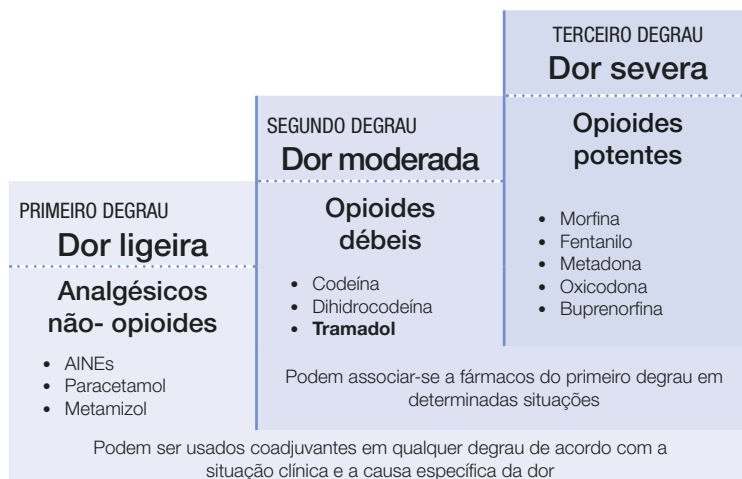 PRIMEIRO DEGRAU
Dor ligeira
Analgésicos
não- opioides
• AINEs
• Paracetamol
• Metamizol
SEGUNDO DEGRAU
Dor moderada
Opioides
débeis
• Codeína
• Dihidrocodeína
• Tramadol
TERCEIRO DEGRAU
Dor severa
Opioides
potentes
• Morfina
• Fentanilo
• Metadona
• Oxicodona
• Buprenorfina
Podem associar-se a fármacos do primeiro degrau em
determinadas situações
Podem ser usados coadjuvantes em qualquer degrau de acordo com a
situação clínica e a causa específica da dor